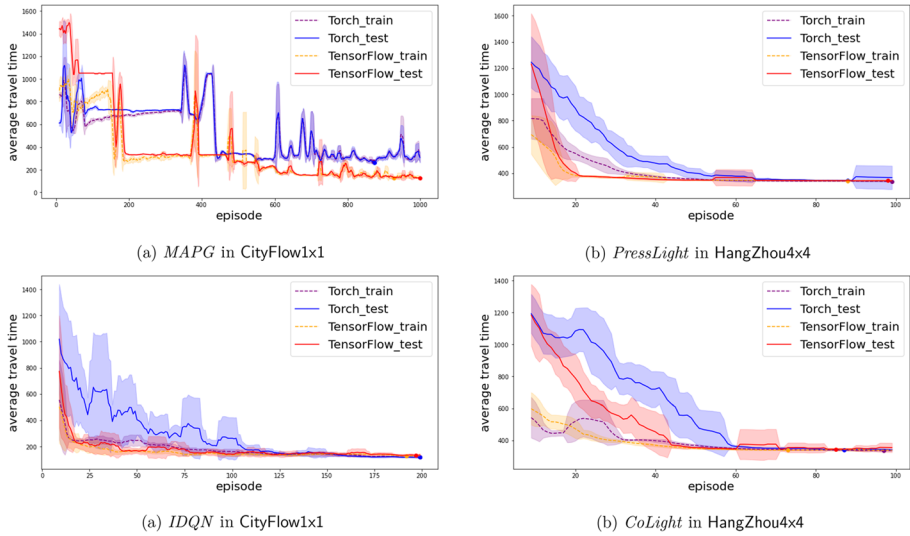 Torch_train
Torch_test
TensorFlow_train
TensorFlow_test
average travel time
1400
1200
1000
800
600
400
200
0
0 200 400 600 800 1000
episode
(a) MAPG in CityFlow1x1
Torch_train
Torch_test
TensorFlow_train
TensorFlow_test
average travel time
1600
1400
1200
1000
800
600
400
20 40 60 80 100
episode
(b) PressLight in HangZhou4x4
Torch_train
Torch_test
TensorFlow_train
TensorFlow_test
average travel time
1400
1200
1000
800
600
400
200
0 25 50 75 100 125 150 175 200
episode
(a) IDQN in CityFlow1x1
Torch_train
Torch_test
TensorFlow_train
TensorFlow_test
average travel time
1400
1200
1000
800
600
400
20 40 60 80 100
episode
(b) CoLight in HangZhou4x4